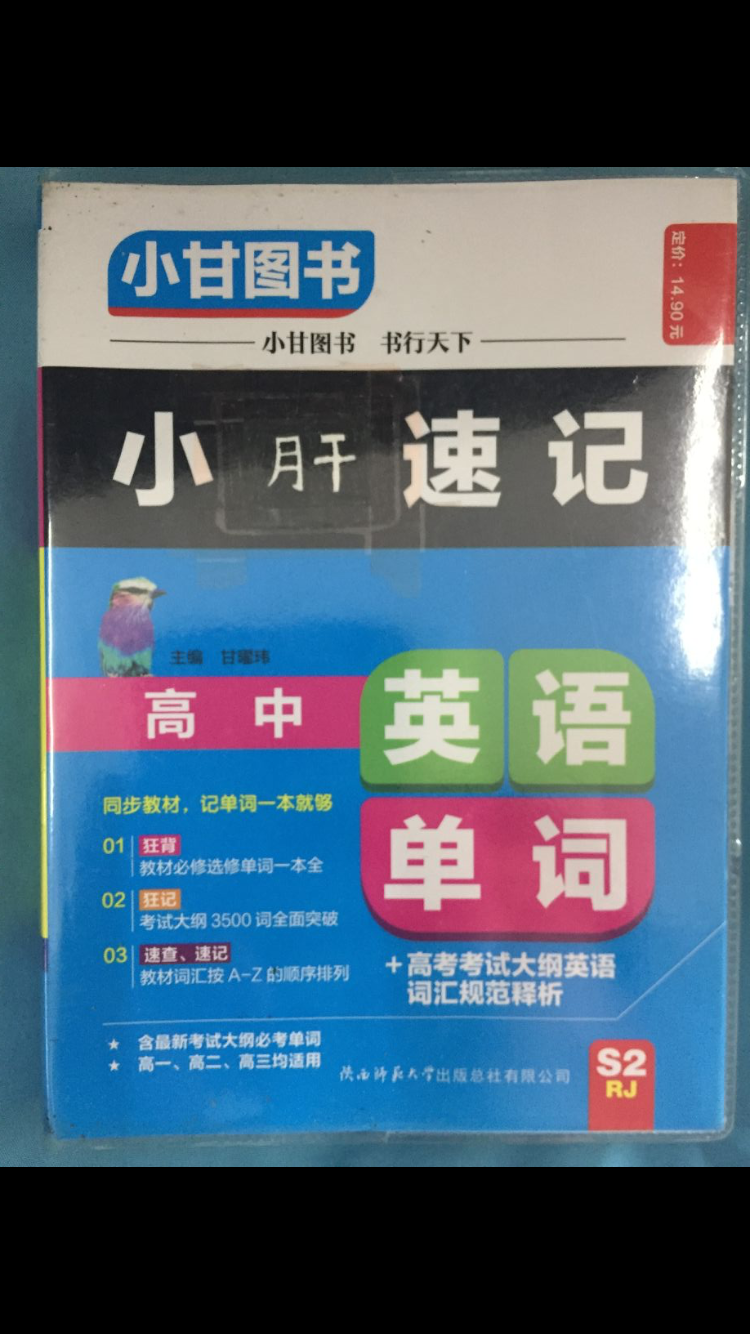 小甘图书
定价：14.90元
小甘图书 书行天下
小肝速记
主编 甘曜玮
高中
英语
单词
同步教材，记单词一本就够
01 狂背
教材必修选修单词一本全
02 狂记
考试大纲3500词全面突破
03 速查、速记
教材词汇按A-Z的顺序排列
+高考考试大纲英语
词汇规范释析
★ 含最新考试大纲必考单词
★ 高一、高二、高三均适用
陕西师范大学出版总社有限公司
S2
RJ